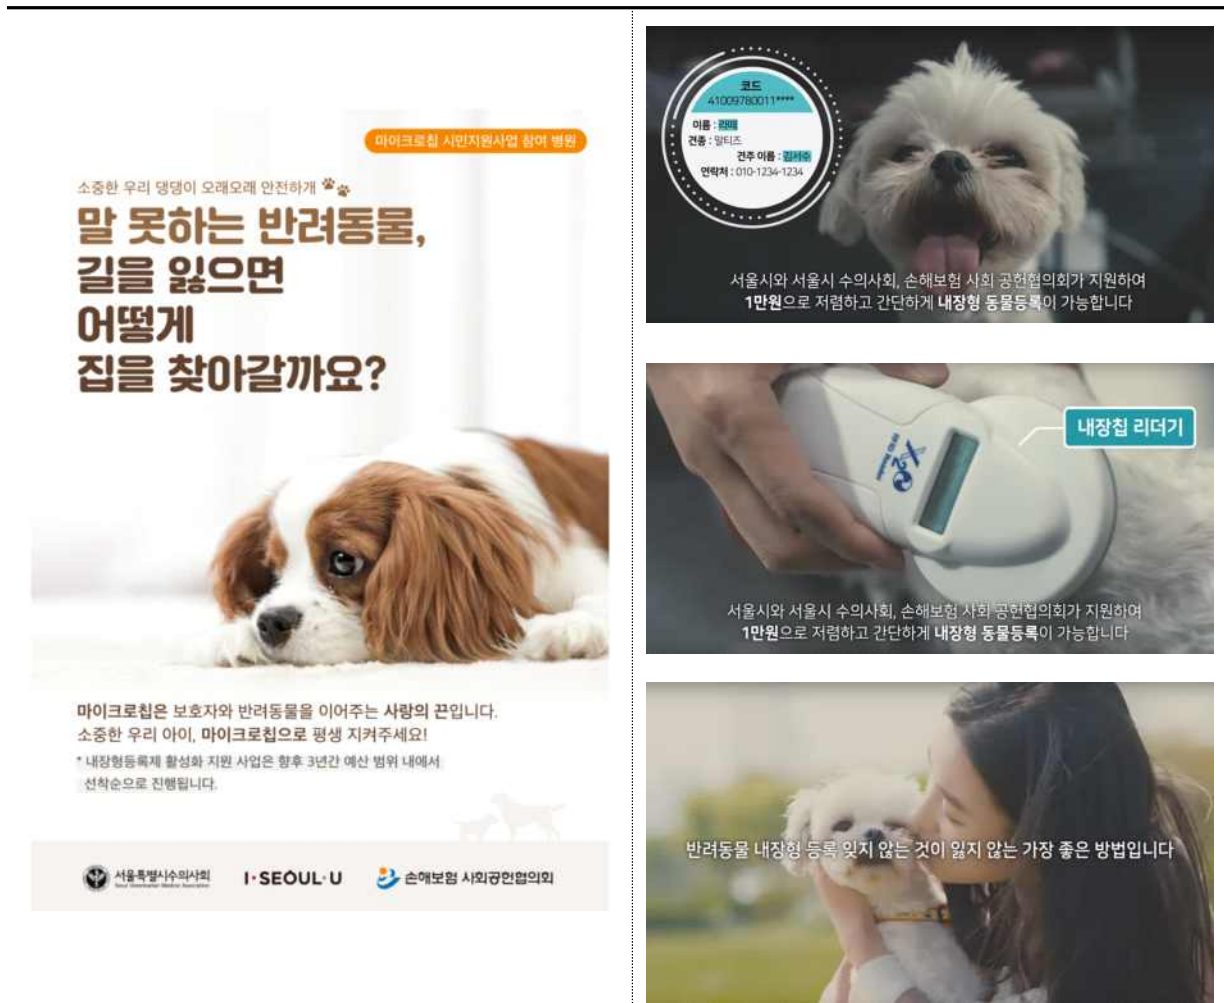 마이크로칩 시민지원사업 참여 병원
소중한 우리 댕댕이 오래오래 안전하게
말 못하는 반려동물,
길을 잃으면
어떻게
집을 찾아갈까요?
마이크로칩은 보호자와 반려동물을 이어주는 사랑의 끈입니다.
소중한 우리 아이, 마이크로칩으로 평생 지켜주세요!
* 내장형등록제 활성화 지원 사업은 향후 3년간 예산 범위 내에서
선착순으로 진행됩니다.
서울특별시수의사회
Seoul Veterinarian Medical Association
I·SEOUL·U
손해보험 사회공헌협의회
코드
41009780011****
이름 : 라떼
견종 : 말티즈
견주 이름 : 김서수
연락처 : 010-1234-1234
서울시와 서울시 수의사회, 손해보험 사회 공헌협의회가 지원하여
1만원으로 저렴하고 간단하게 내장형 동물등록이 가능합니다
내장칩 리더기
RFID Reader
서울시와 서울시 수의사회, 손해보험 사회 공헌협의회가 지원하여
1만원으로 저렴하고 간단하게 내장형 동물등록이 가능합니다
반려동물 내장형 등록 잊지 않는 것이 잃지 않는 가장 좋은 방법입니다